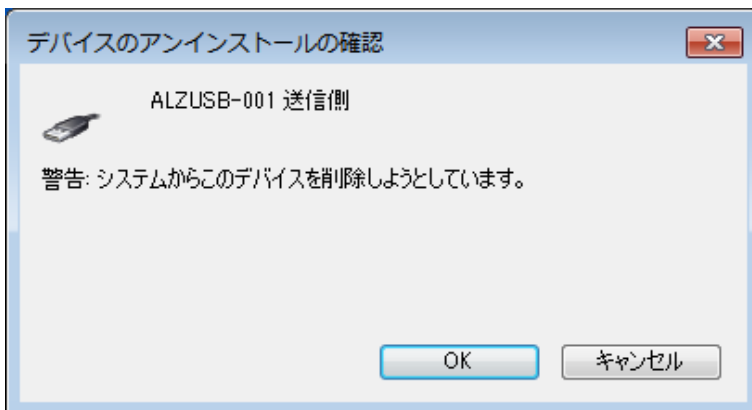 デバイスのアンインストールの確認
ALZUSB-001 送信側
警告: システムからこのデバイスを削除しようとしています。
OK
キャンセル